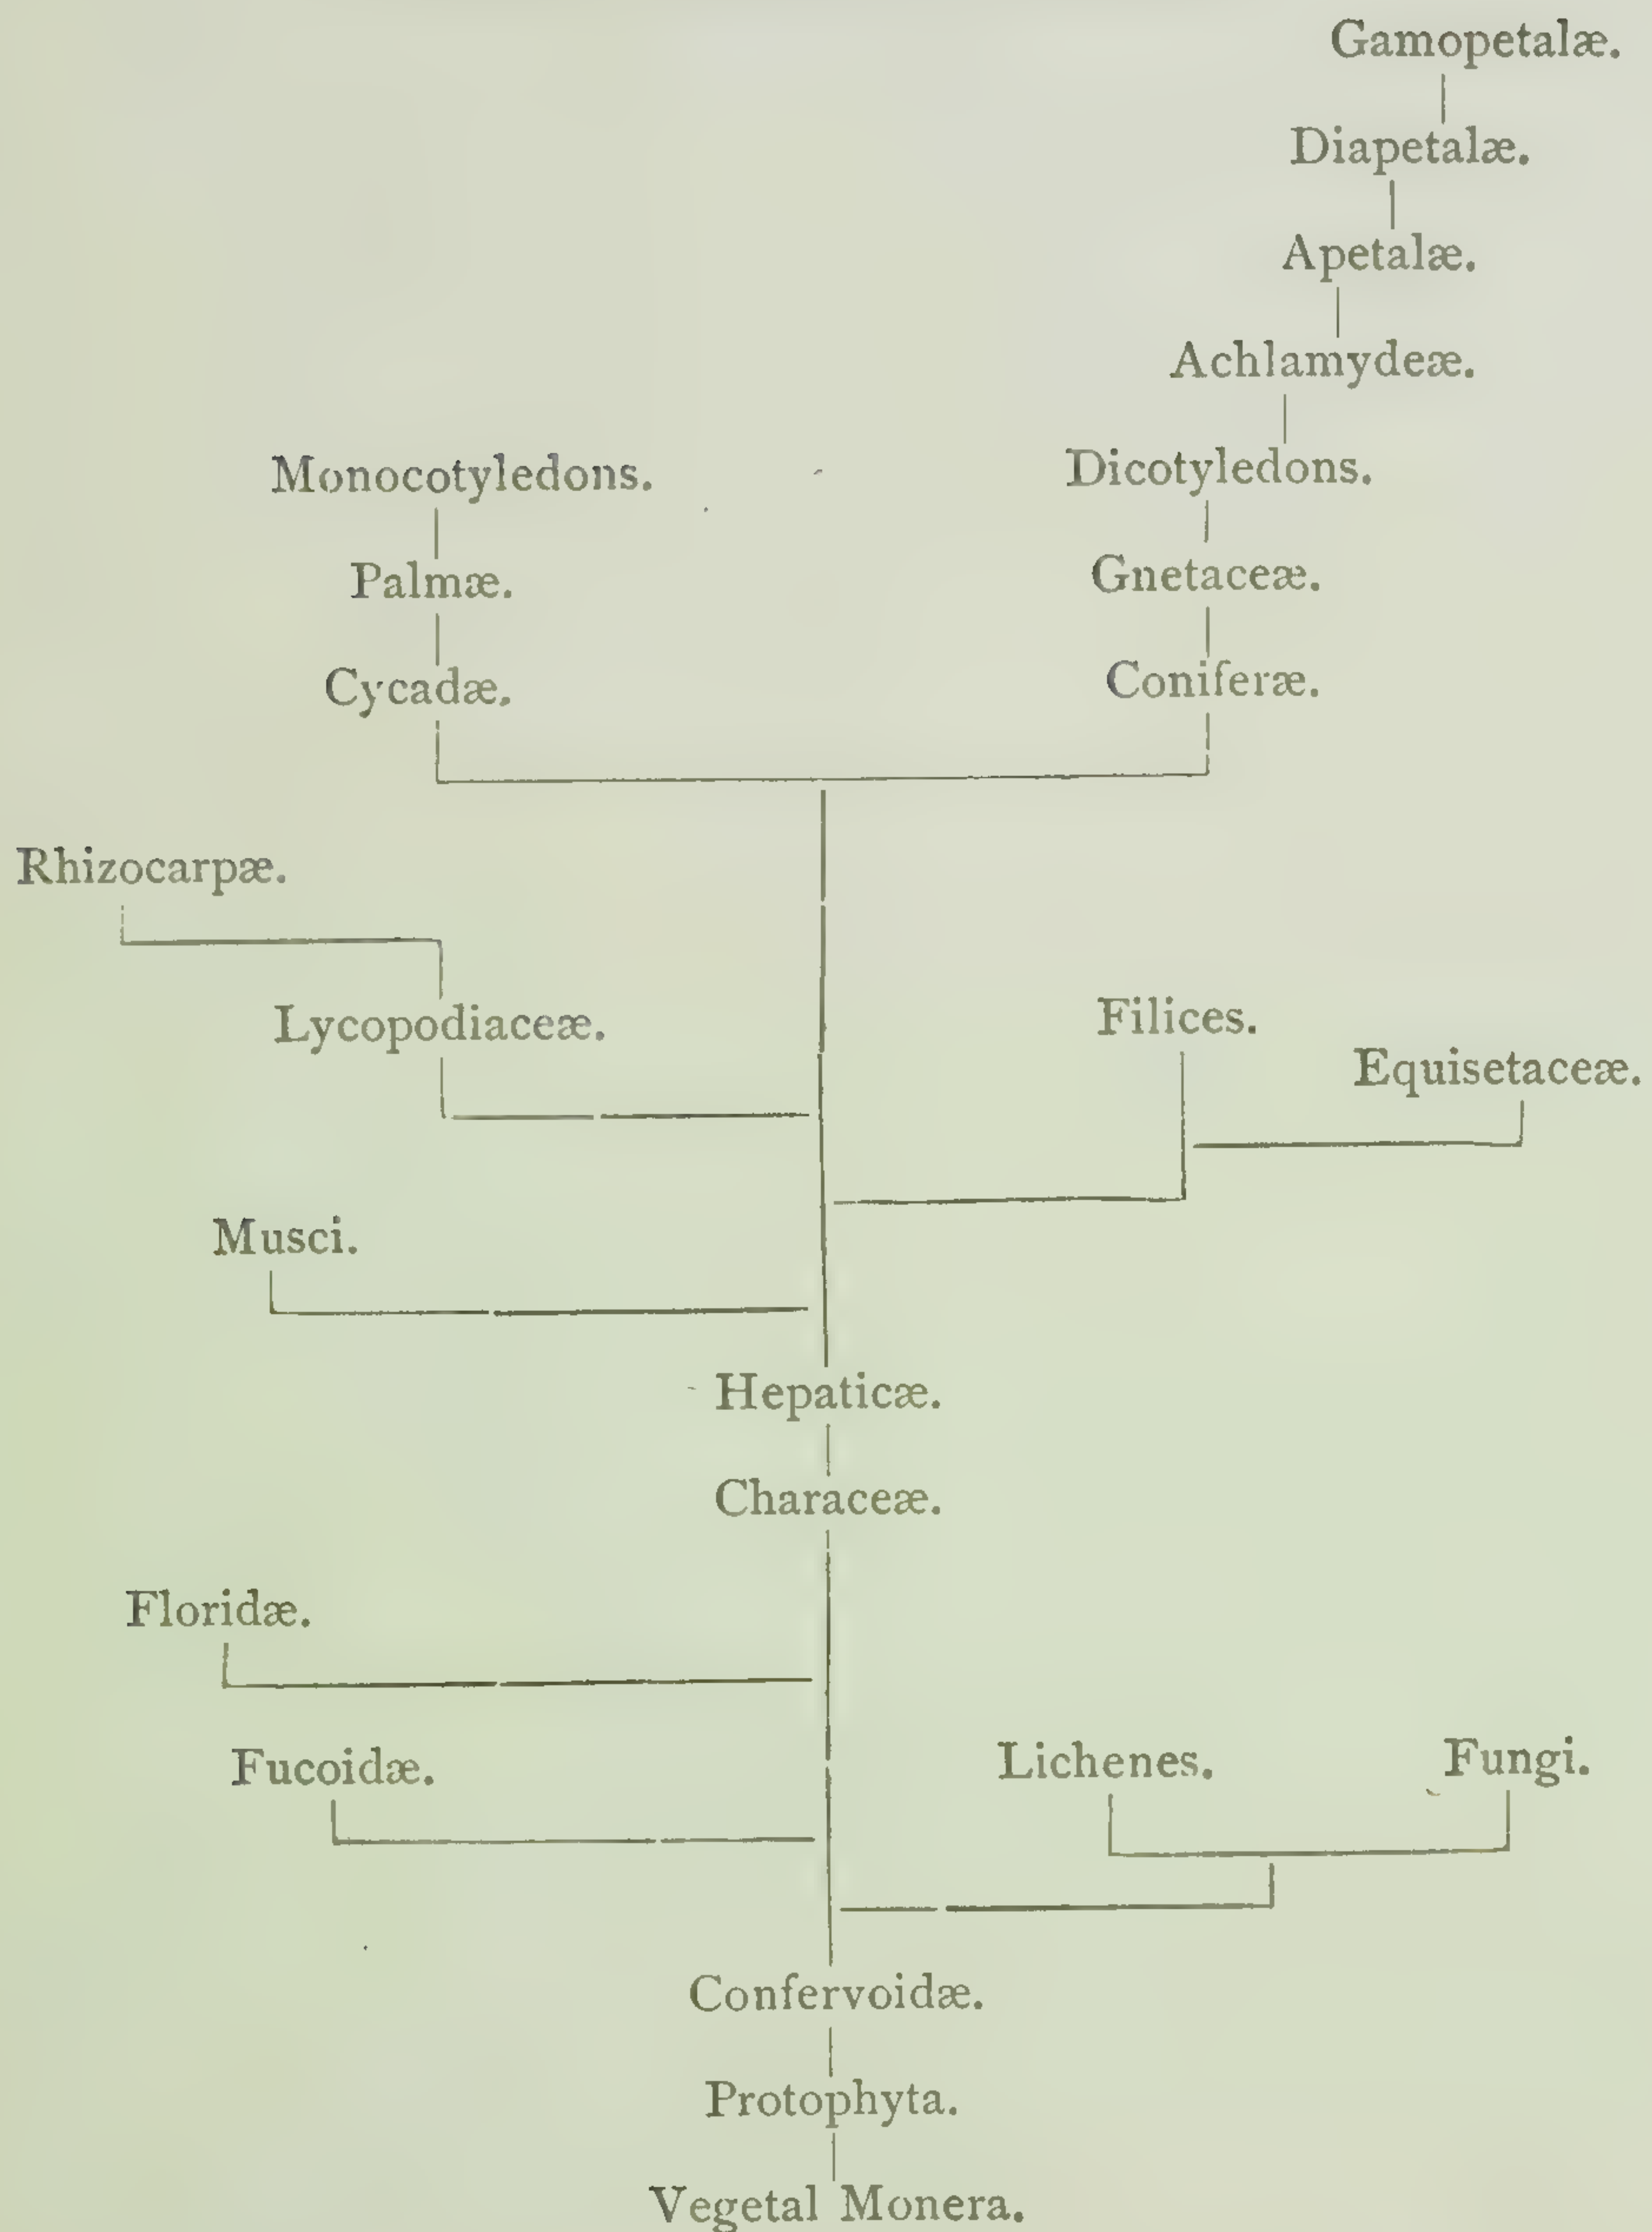 Gamopetalæ.
Diapetalæ.
Apetalæ.
Achlamydeæ.
Monocotyledons.
Dicotyledons.
Palmæ.
Gnetaceæ.
Cycadæ.
Coniferæ.
Rhizocarpæ.
Lycopodiaceæ.
Filices.
Equisetaceæ.
Musci.
Hepaticæ.
Characeæ.
Floridæ.
Fucoidæ.
Lichenes.
Fungi.
Confervoidæ.
Protophyta.
Vegetal Monera.